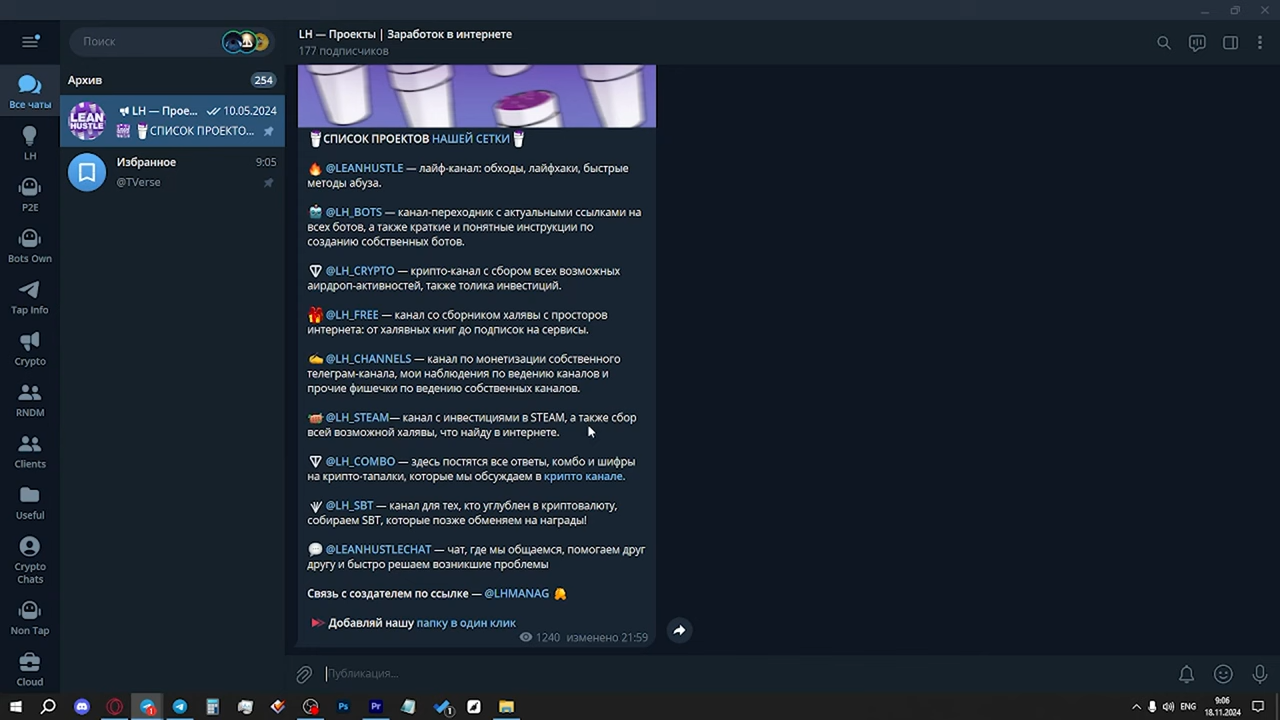 Поиск
LH — Проекты | Заработок в интернете
177 подписчиков
Архив
254
Все чаты
LH — Прое...
10.05.2024
СПИСОК ПРОЕКТО...
LEAN HUSTLE
Избранное
9:05
@TVerse
LH
P2E
Bots Own
Tap Info
Crypto
RNDM
Clients
Useful
Crypto
Chats
Non Tap
Cloud
СПИСОК ПРОЕКТОВ НАШЕЙ СЕТКИ
@LEANHUSTLE — лайф-канал: обходы, лайфхаки, быстрые
методы абуза.
@LH_BOTS — канал-переходник с актуальными ссылками на
всех ботов, а также краткие и понятные инструкции по
созданию собственных ботов.
@LH_CRYPTO — крипто-канал с сбором всех возможных
аирдроп-активностей, также толика инвестиций.
@LH_FREE — канал со сборником халявы с просторов
интернета: от халявных книг до подписок на сервисы.
@LH_CHANNELS — канал по монетизации собственного
телеграм-канала, мои наблюдения по ведению каналов и
прочие фишечки по ведению собственных каналов.
@LH_STEAM— канал с инвестициями в STEAM, а также сбор
всей возможной халявы, что найду в интернете.
@LH_COMBO — здесь постятся все ответы, комбо и шифры
на крипто-тапалки, которые мы обсуждаем в крипто канале.
@LH_SBT — канал для тех, кто углублен в криптовалюту,
собираем SBT, которые позже обменяем на награды!
@LEANHUSTLECHAT — чат, где мы общаемся, помогаем друг
другу и быстро решаем возникшие проблемы
Связь с создателем по ссылке — @LHMANAG
Добавляй нашу папку в один клик
1240 изменено 21:59
Публикация...
Ps
Pr
ENG
9:06
18.11.2024